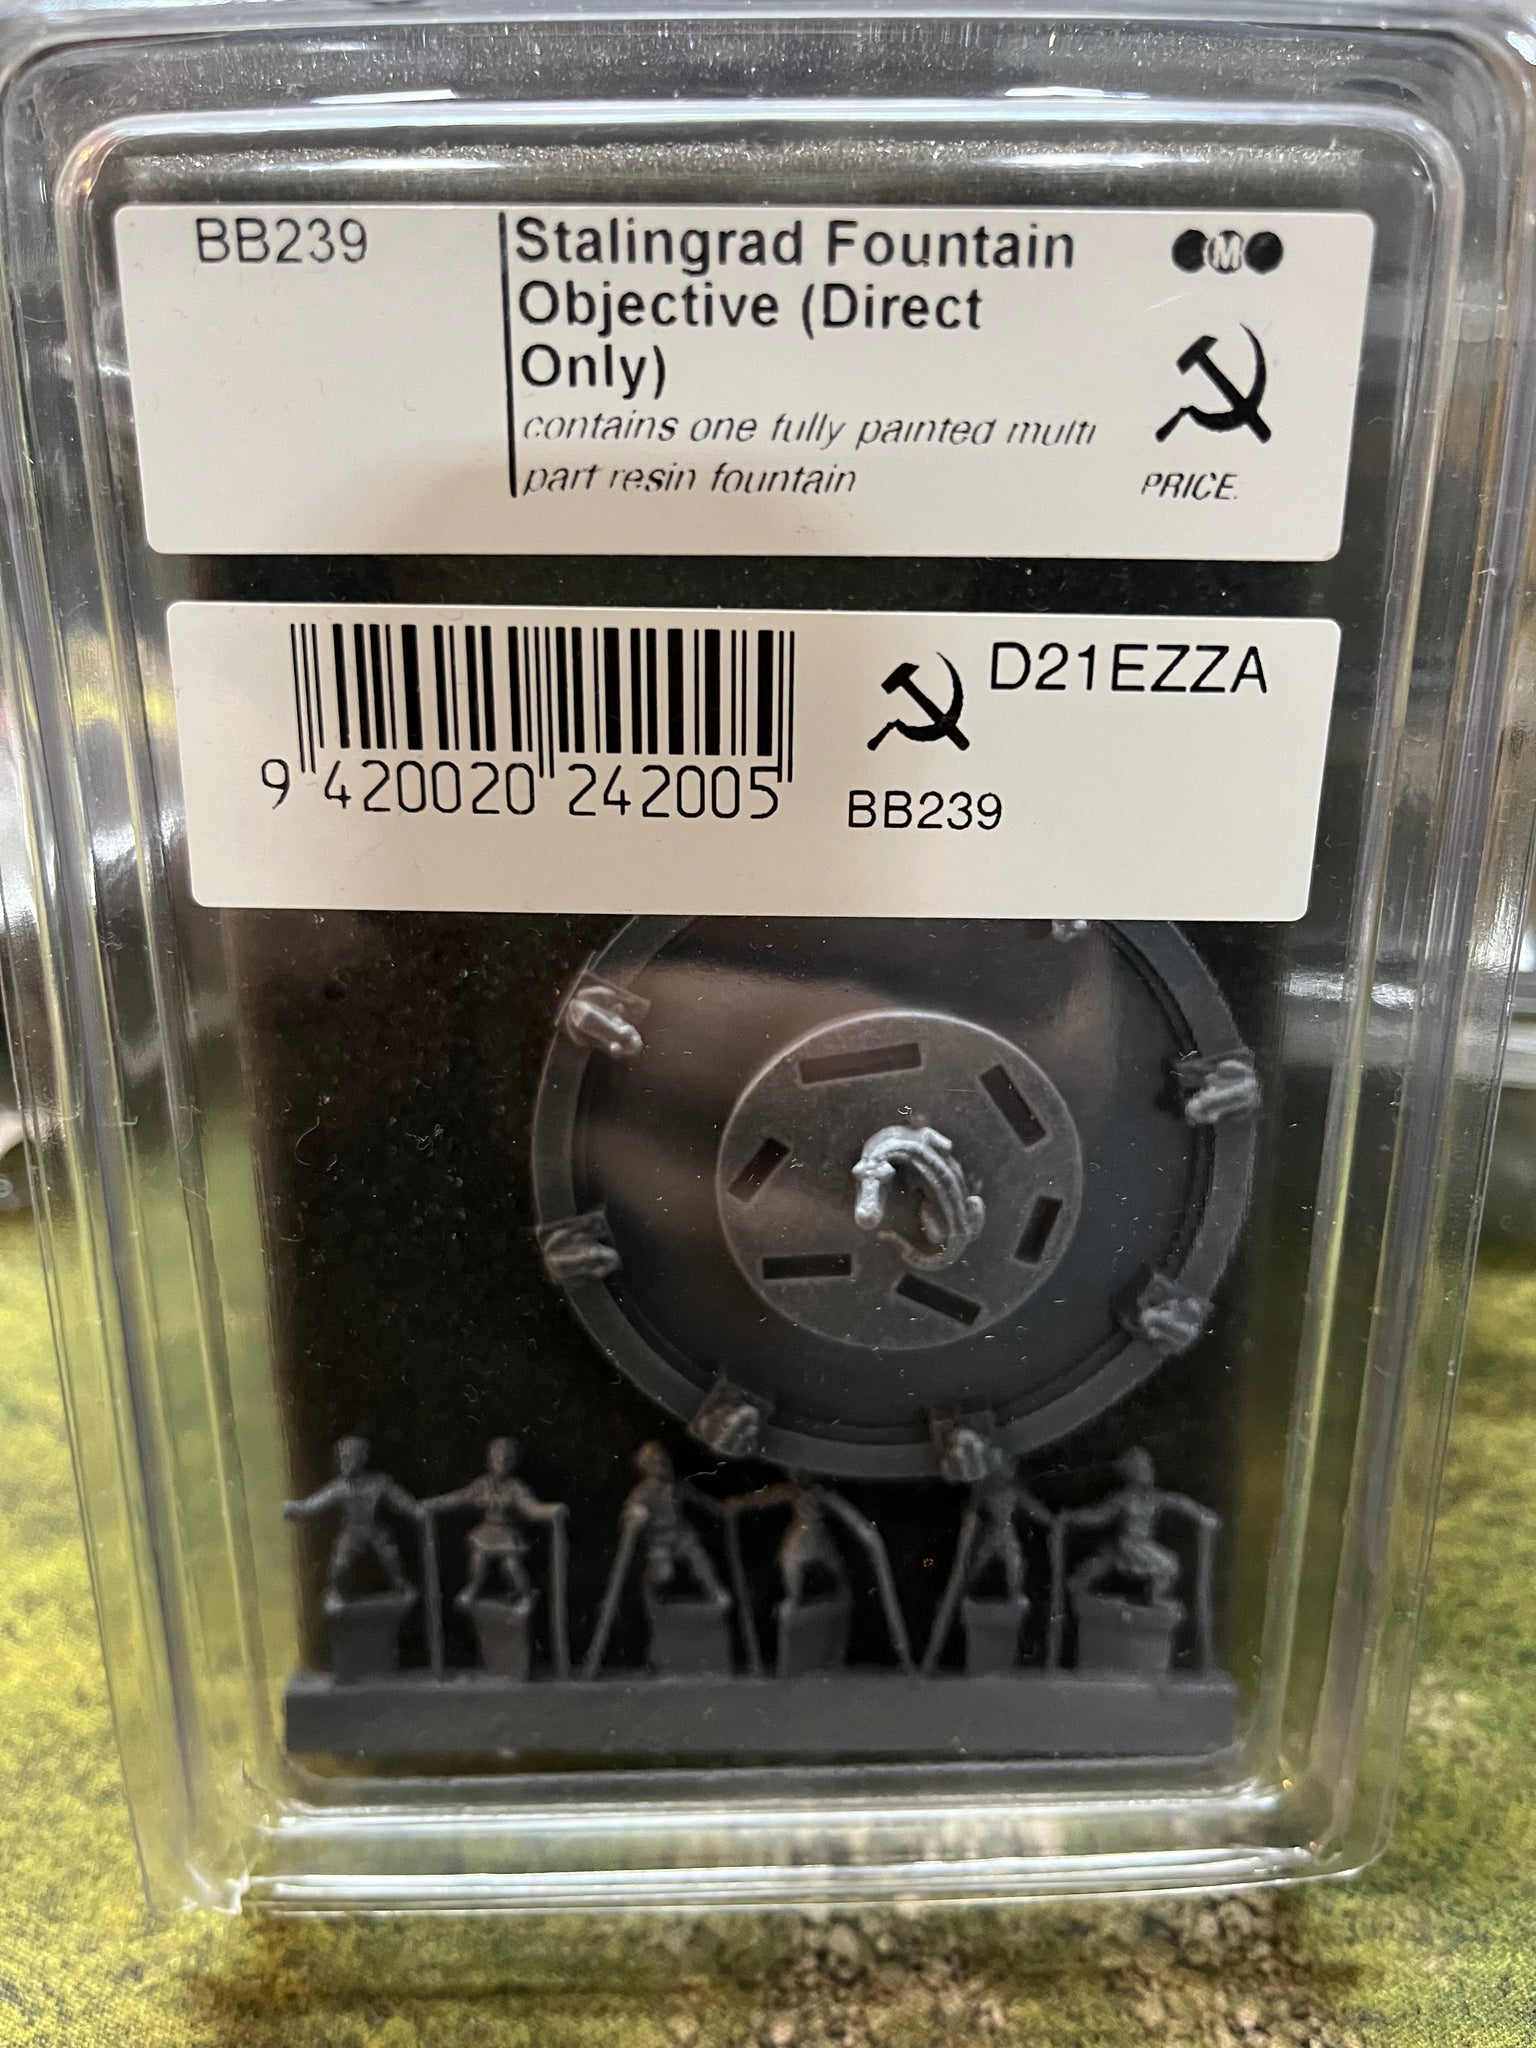 BB239
Stalingrad Fountain
Objective (Direct
Only)
contains one fully painted multi
part resin fountain
M
PRICE.
9 420020 242005
D21EZZA
BB239